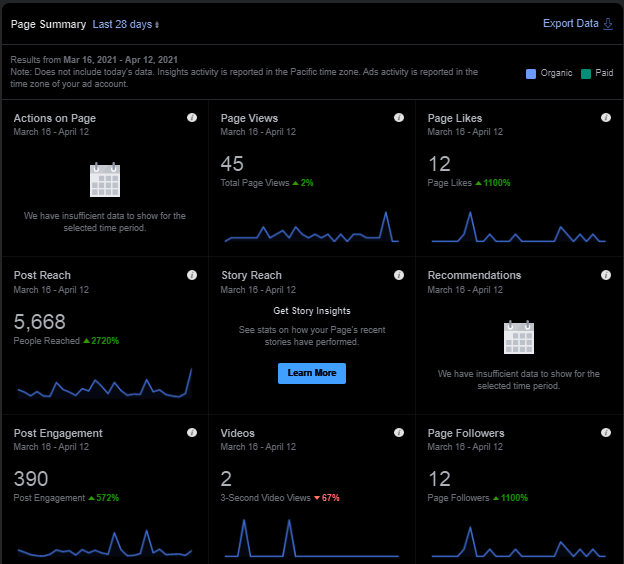 Page Summary Last 28 days
Export Data
Results from Mar 16, 2021 - Apr 12, 2021
Note: Does not include today's data. Insights activity is reported in the Pacific time zone. Ads activity is reported in the
time zone of your ad account.
Organic Paid
Actions on Page
March 16 - April 12
We have insufficient data to show for the
selected time period.
Page Views
March 16 - April 12
45
Total Page Views 2%
Page Likes
March 16 - April 12
12
Page Likes 1100%
Post Reach
March 16 - April 12
5,668
People Reached 2720%
Story Reach
March 16 - April 12
Get Story Insights
See stats on how your Page's recent
stories have performed.
Learn More
Recommendations
March 16 - April 12
We have insufficient data to show for the
selected time period.
Post Engagement
March 16 - April 12
390
Post Engagement 572%
Videos
March 16 - April 12
2
3-Second Video Views 67%
Page Followers
March 16 - April 12
12
Page Followers 1100%